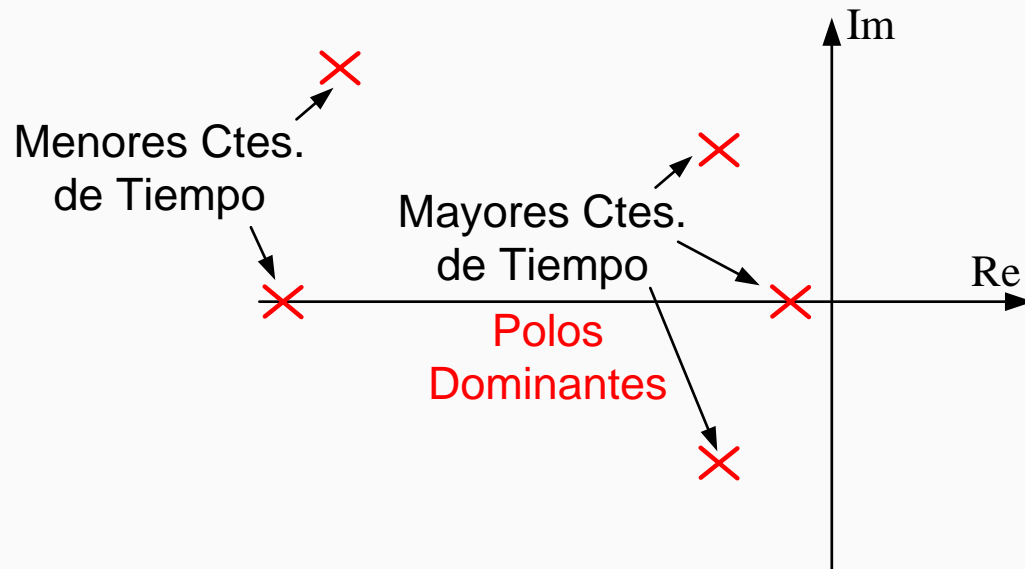 Im
Menores Ctes.
de Tiempo
Mayores Ctes.
de Tiempo
Re
Polos
Dominantes